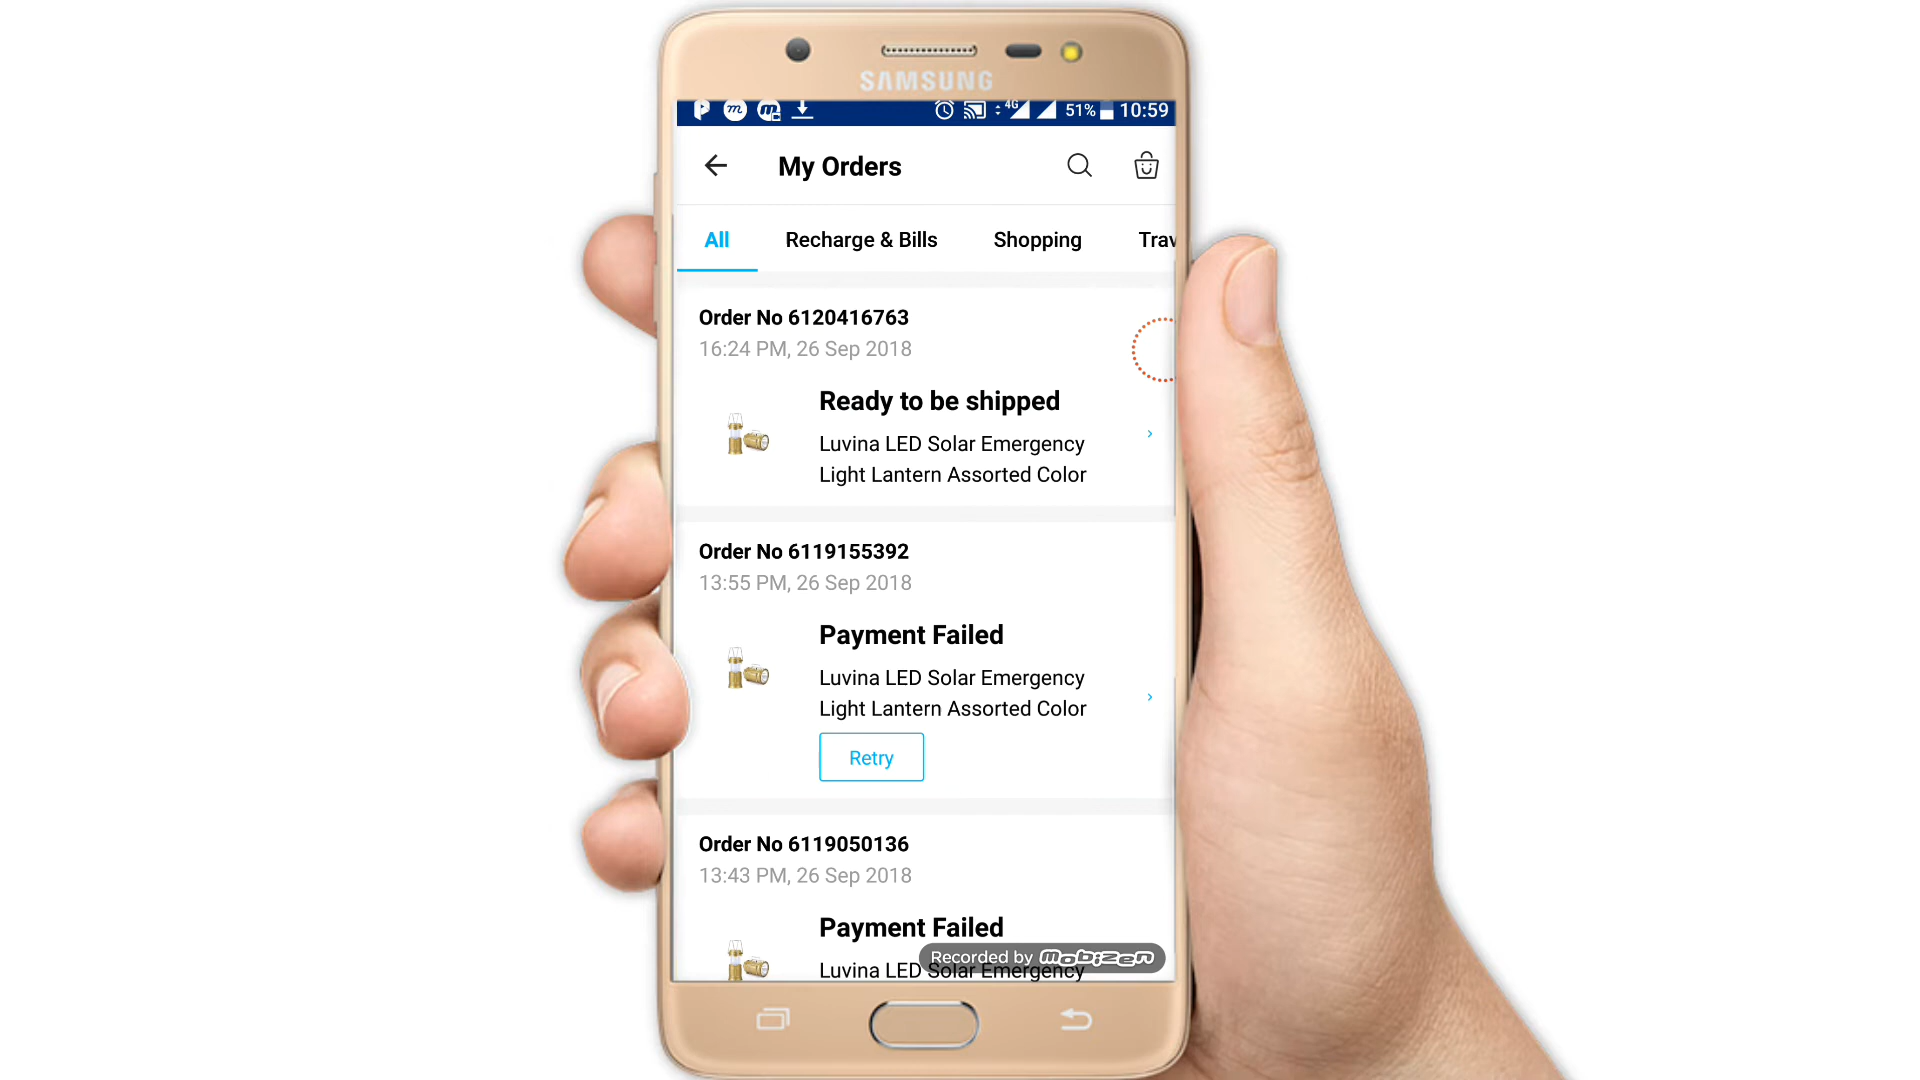 SAMSUNG
4G 51% 10:59
My Orders
All Recharge & Bills Shopping Trav
Order No 6120416763
16:24 PM, 26 Sep 2018
Ready to be shipped
Luvina LED Solar Emergency
Light Lantern Assorted Color
Order No 6119155392
13:55 PM, 26 Sep 2018
Payment Failed
Luvina LED Solar Emergency
Light Lantern Assorted Color
Retry
Order No 6119050136
13:43 PM, 26 Sep 2018
Payment Failed
Recorded by mobizen
Luvina LED Solar Emergency